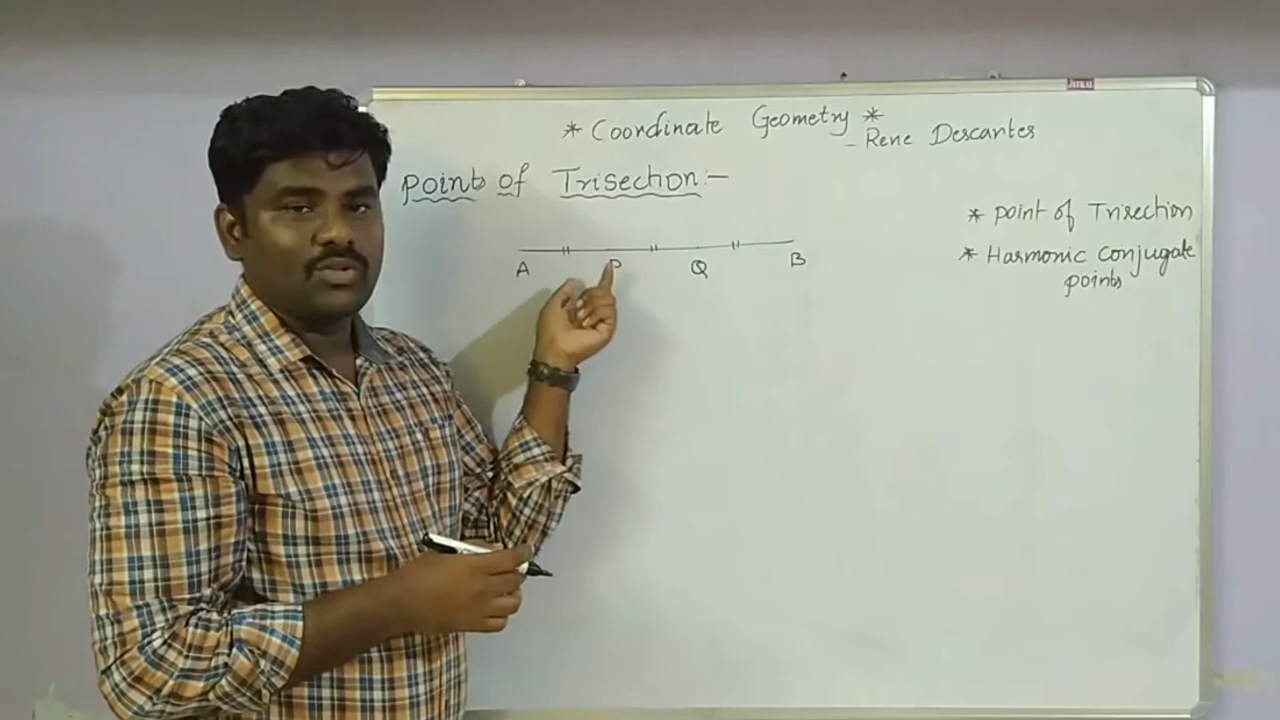 * Coordinate Geometry *
- Rene Descartes
Points of Trisection:-
* Point of Trisection
* Harmonic Conjugate
points
A P Q B